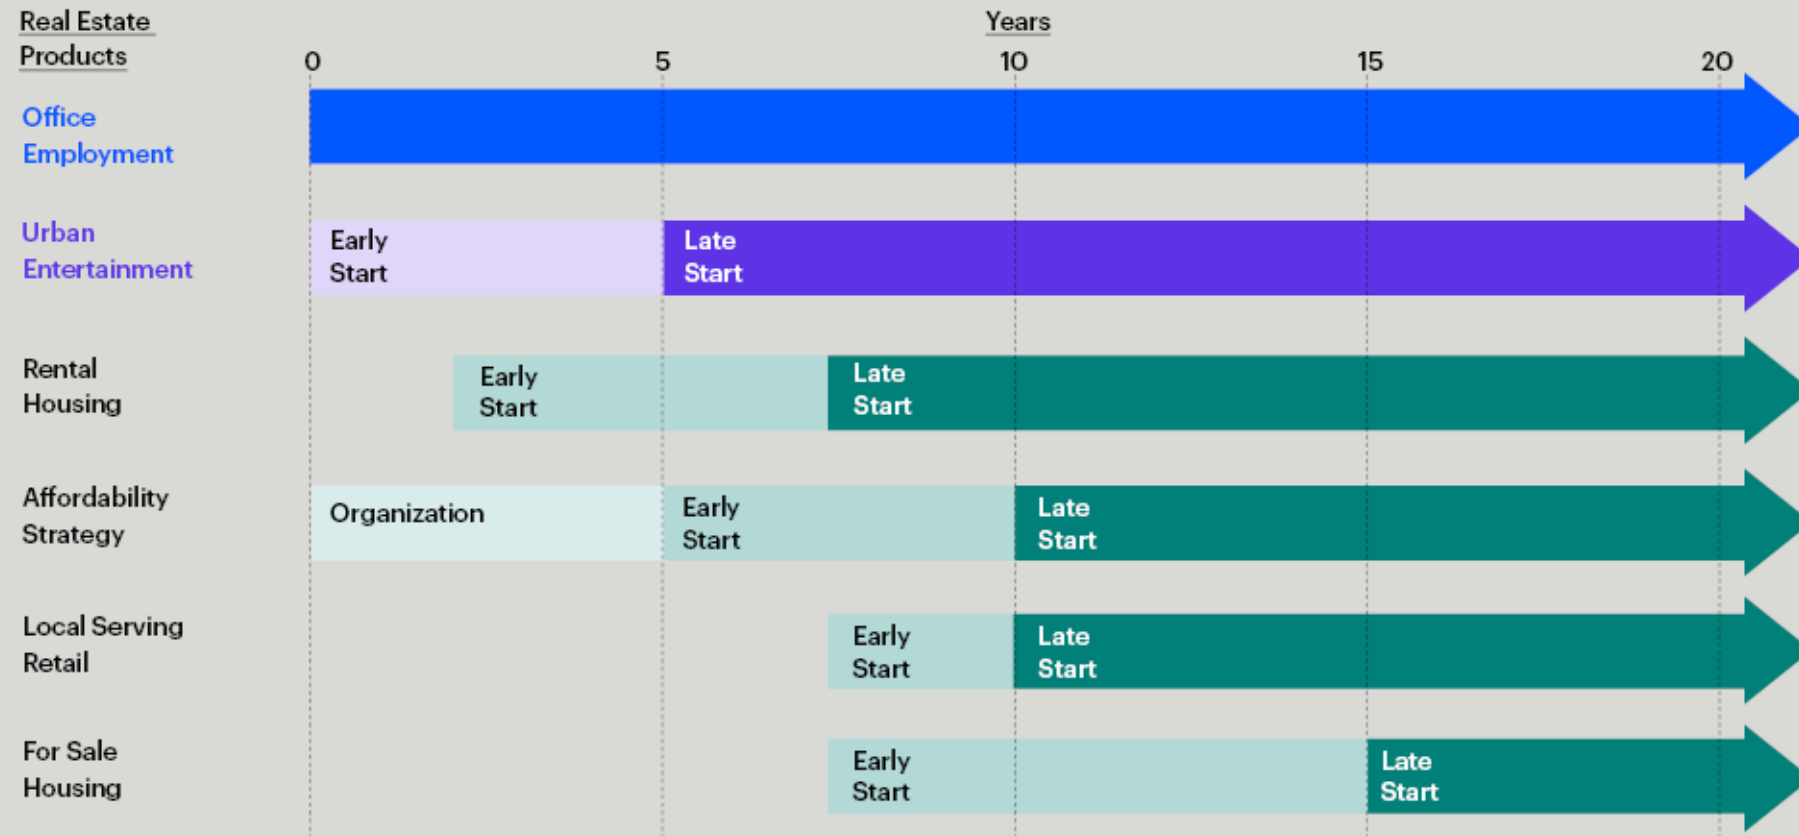 Real Estate
Products
Years
0 5 10 15 20
Office
Employment
Urban
Entertainment
Early
Start
Late
Start
Rental
Housing
Early
Start
Late
Start
Affordability
Strategy
Organization
Early
Start
Late
Start
Local Serving
Retail
Early
Start
Late
Start
For Sale
Housing
Early
Start
Late
Start